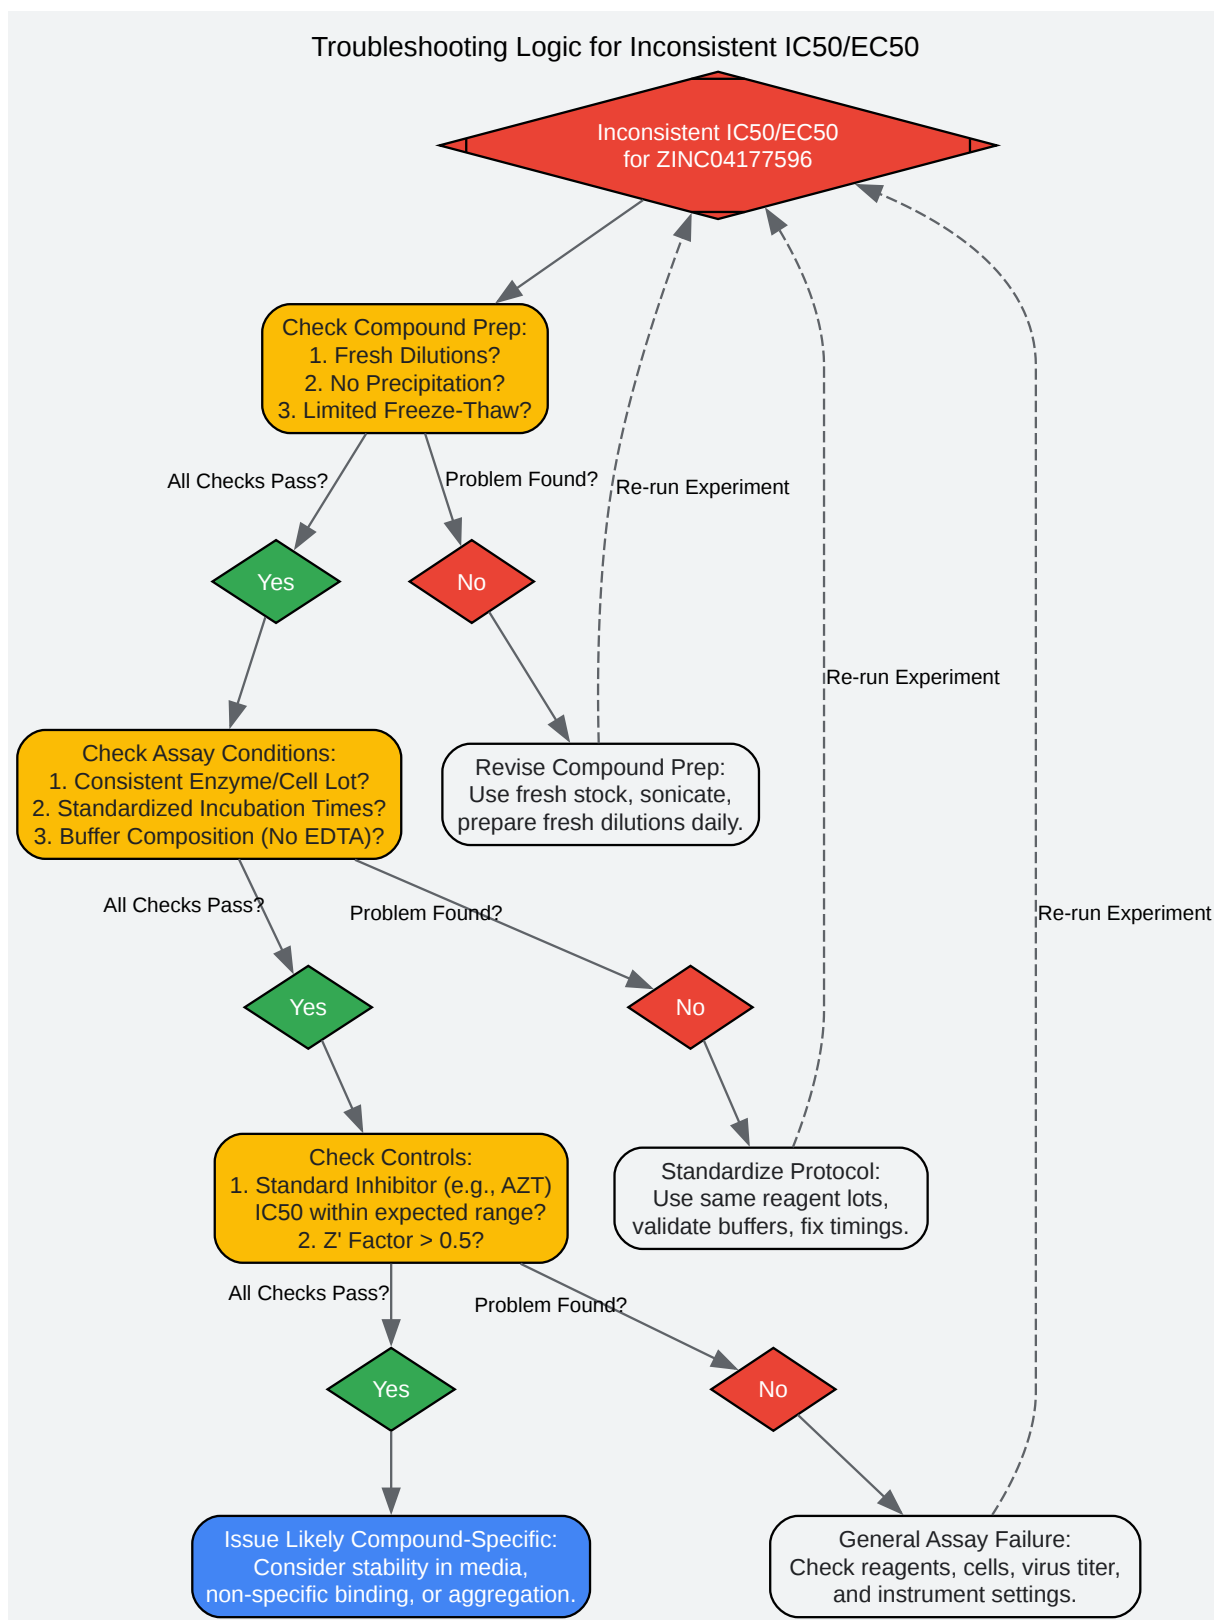 Troubleshooting Logic for Inconsistent IC50/EC50
Inconsistent IC50/EC50
for ZINC04177596
Check Compound Prep:
1. Fresh Dilutions?
2. No Precipitation?
3. Limited Freeze-Thaw?
All Checks Pass?
Problem Found?
Re-run Experiment
Yes
No
Re-run Experiment
Check Assay Conditions:
1. Consistent Enzyme/Cell Lot?
2. Standardized Incubation Times?
3. Buffer Composition (No EDTA)?
Revise Compound Prep:
Use fresh stock, sonicate,
prepare fresh dilutions daily.
All Checks Pass?
Problem Found?
Re-run Experiment
Yes
No
Check Controls:
1. Standard Inhibitor (e.g., AZT)
IC50 within expected range?
2. Z' Factor > 0.5?
Standardize Protocol:
Use same reagent lots,
validate buffers, fix timings.
All Checks Pass?
Problem Found?
Yes
No
Issue Likely Compound-Specific:
Consider stability in media,
non-specific binding, or aggregation.
General Assay Failure:
Check reagents, cells, virus titer,
and instrument settings.